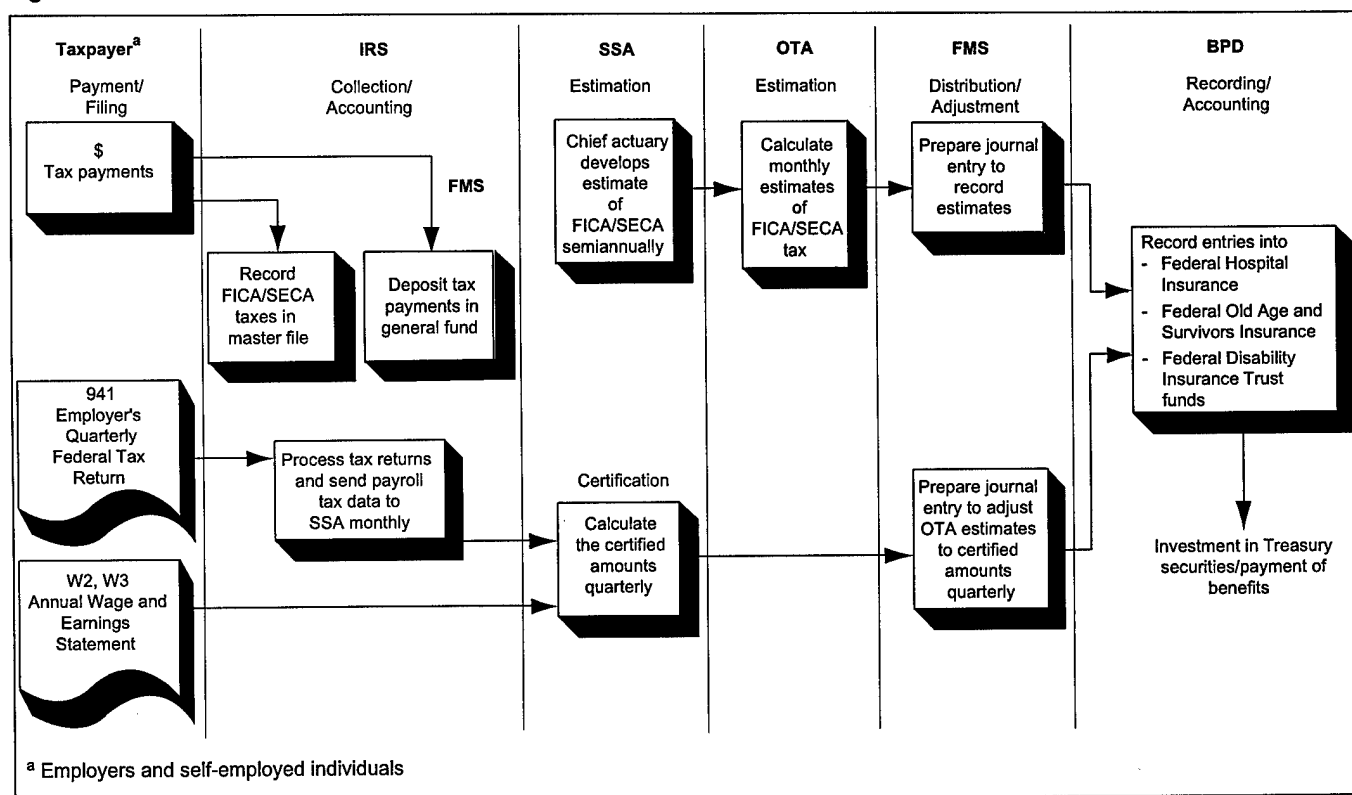 Taxpayer^a
Payment/
Filing
$
Tax payments
941
Employer's
Quarterly
Federal Tax
Return
W2, W3
Annual Wage and
Earnings
Statement
IRS
Collection/
Accounting
FMS
Record
FICA/SECA
taxes in
master file
Deposit tax
payments in
general fund
Process tax returns
and send payroll
tax data to
SSA monthly
SSA
Estimation
Chief actuary
develops
estimate
of
FICA/SECA
semiannually
Certification
Calculate
the certified
amounts
quarterly
OTA
Estimation
Calculate
monthly
estimates
of
FICA/SECA
tax
FMS
Distribution/
Adjustment
Prepare journal
entry to
record
estimates
Prepare journal
entry to adjust
OTA estimates
to certified
amounts
quarterly
BPD
Recording/
Accounting
Record entries into
- Federal Hospital
Insurance
- Federal Old Age and
Survivors Insurance
- Federal Disability
Insurance Trust
funds
Investment in Treasury
securities/payment of
benefits
^a Employers and self-employed individuals